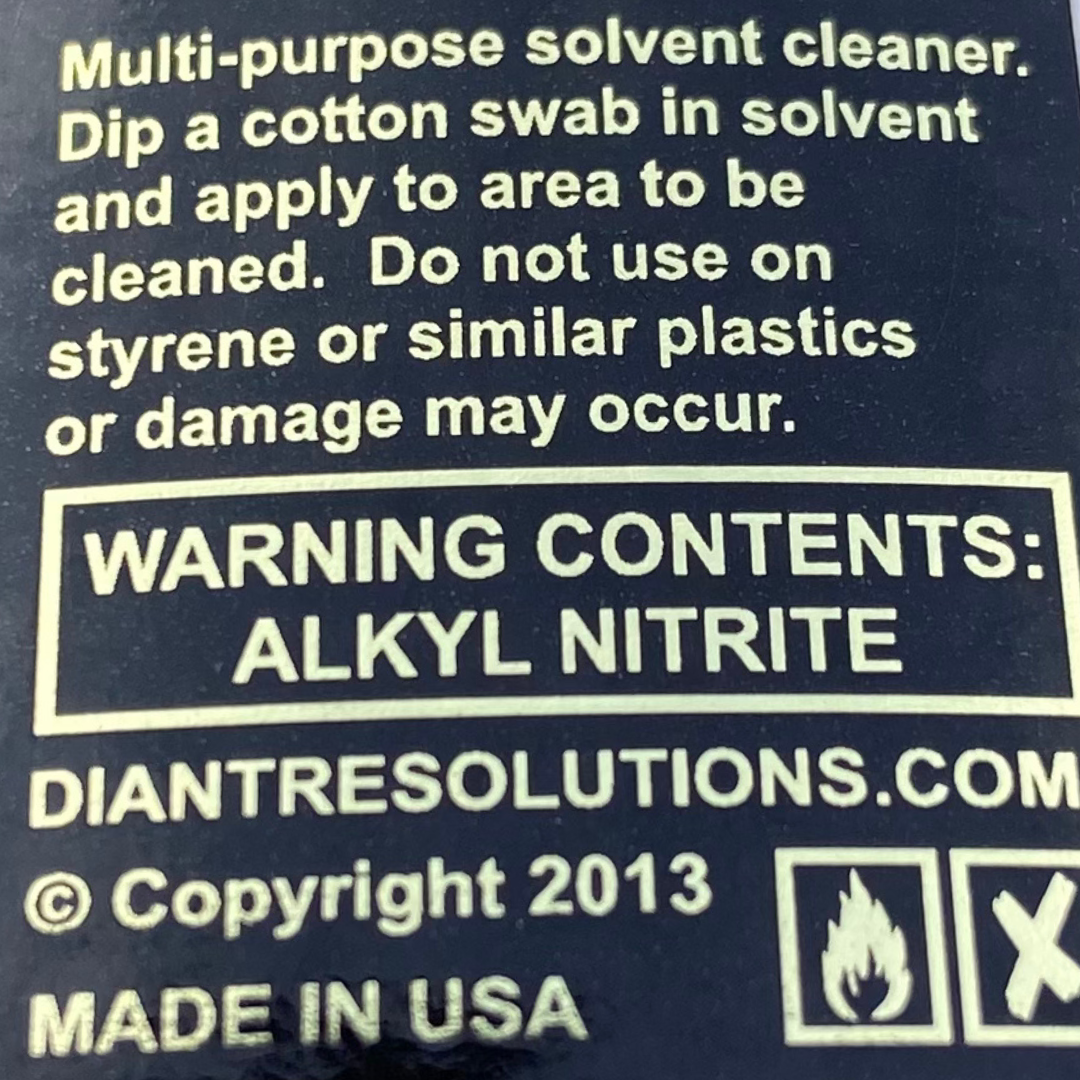 Multi-purpose solvent cleaner.
Dip a cotton swab in solvent
and apply to area to be
cleaned. Do not use on
styrene or similar plastics
or damage may occur.
WARNING CONTENTS:
ALKYL NITRITE
DIANTRESOLUTIONS.COM
© Copyright 2013
MADE IN USA